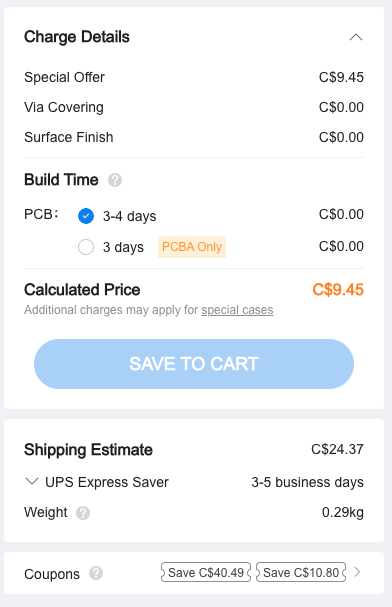 Charge Details
Special Offer C$9.45
Via Covering C$0.00
Surface Finish C$0.00
Build Time ?
PCB: 3-4 days C$0.00
3 days PCBA Only C$0.00
Calculated Price C$9.45
Additional charges may apply for special cases
SAVE TO CART
Shipping Estimate C$24.37
UPS Express Saver 3-5 business days
Weight ? 0.29kg
Coupons ? Save C$40.49 Save C$10.80